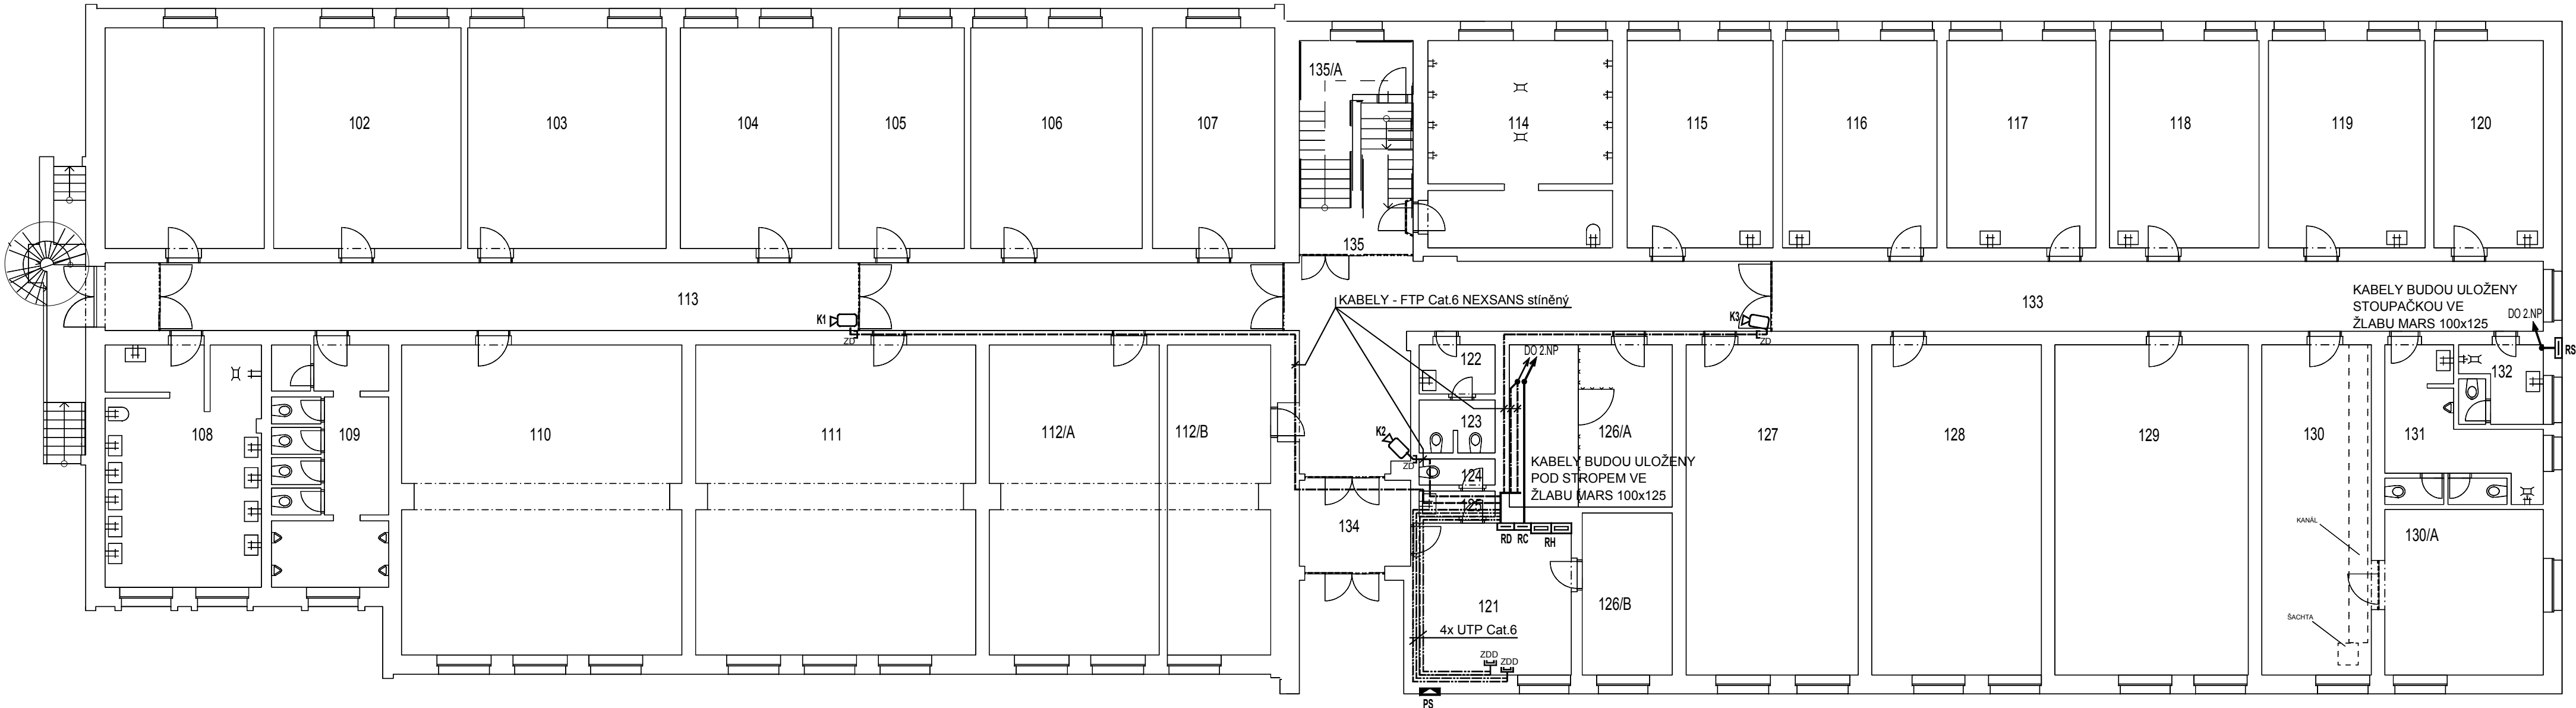 135/A
102
103
104
105
106
107
114
115
116
117
118
119
120
135
113
KABELY - FTP Cat.6 NEXSANS stíněný
133
KABELY BUDOU ULOŽENY
STOUPAČKOU VE
ŽLABU MARS 100x125
DO 2.NP
K1
ZD
K3
ZD
RS
122
DO 2.NP
132
108
109
110
111
112/A
112/B
K2
ZD
123
126/A
127
128
129
130
131
KABELY BUDOU ULOŽENY
POD STROPEM VE
ŽLABU MARS 100x125
124
125
134
RD
RC
RH
KANÁL
130/A
121
126/B
4x UTP Cat.6
ŠACHTA
ZDD
ZDD
PS